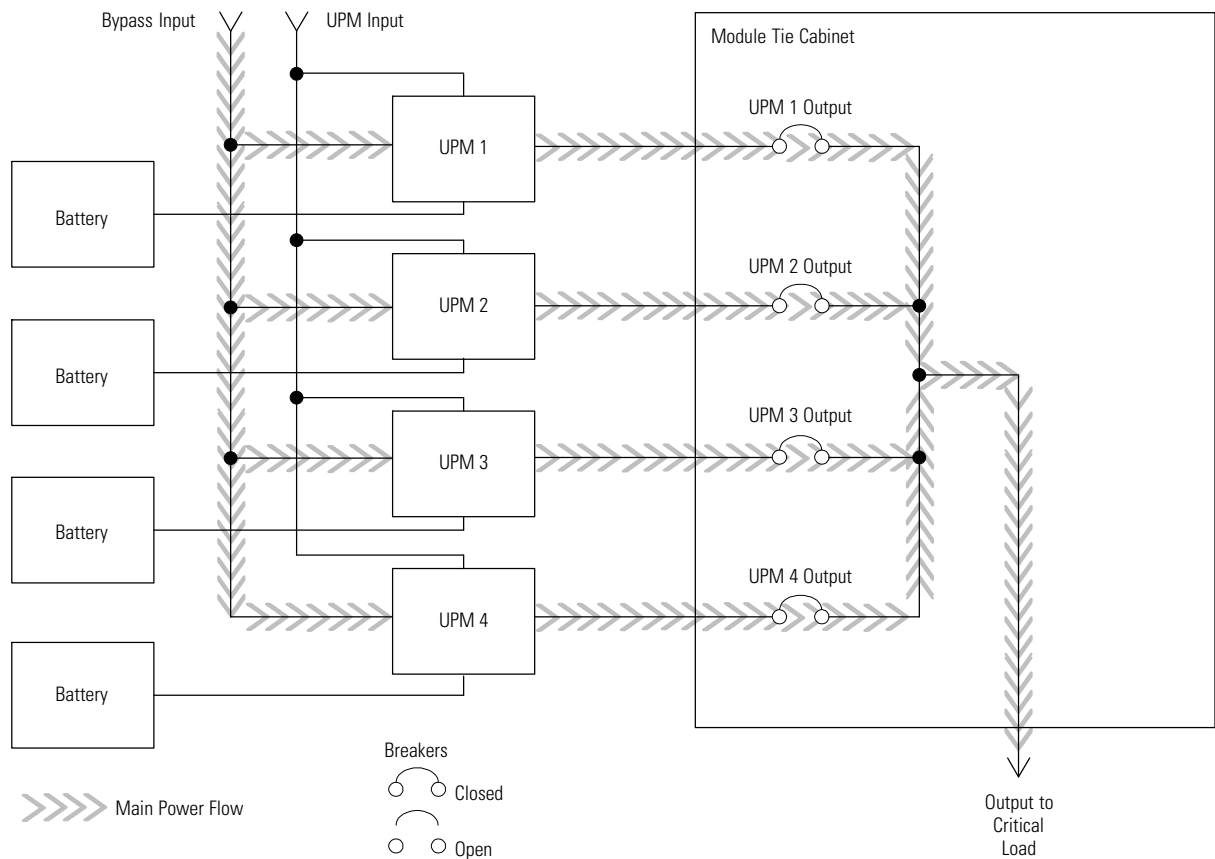 Bypass Input
UPM Input
Module Tie Cabinet
UPM 1 Output
UPM 1
Battery
UPM 2 Output
UPM 2
Battery
UPM 3 Output
UPM 3
Battery
UPM 4 Output
UPM 4
Battery
Breakers
Closed
Main Power Flow
Open
Output to
Critical
Load